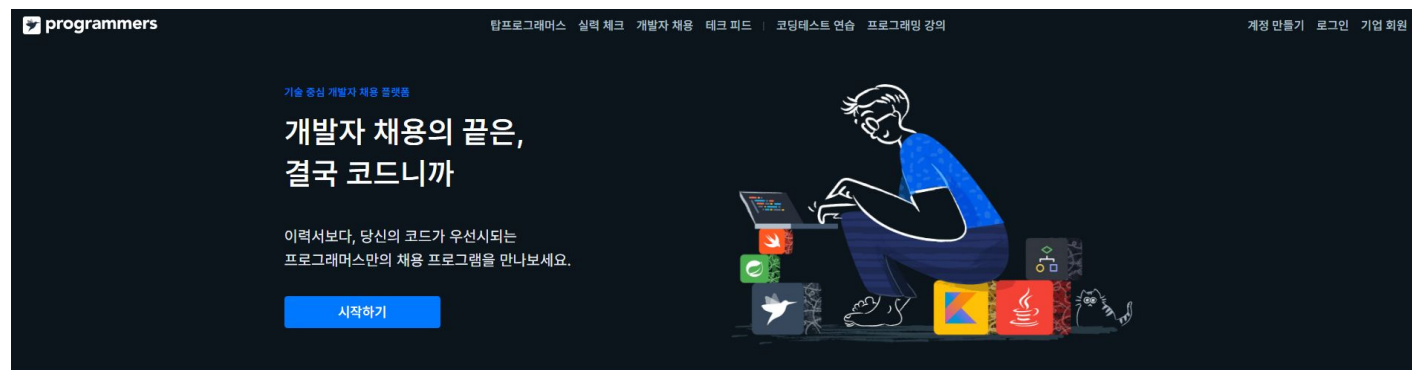 programmers
탑프로그래머스 실력 체크 개발자 채용 테크 피드 | 코딩테스트 연습 프로그래밍 강의
계정 만들기 로그인 기업 회원
기술 중심 개발자 채용 플랫폼
개발자 채용의 끝은,
결국 코드니까
이력서보다, 당신의 코드가 우선시되는
프로그래머스만의 채용 프로그램을 만나보세요.
시작하기